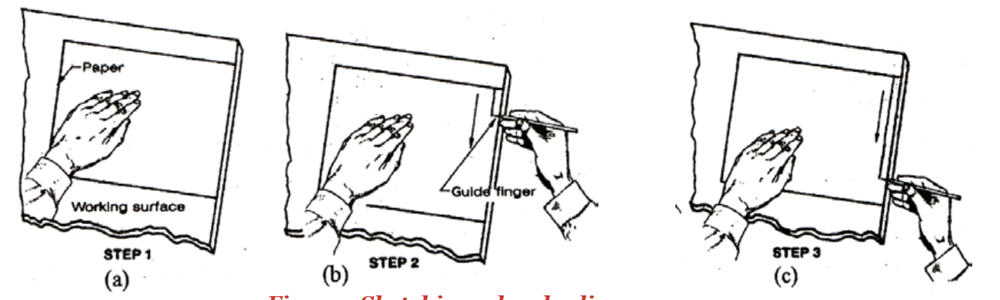 Paper
Working surface
STEP 1
(a)
Guide finger
STEP 2
(b)
STEP 3
(c)